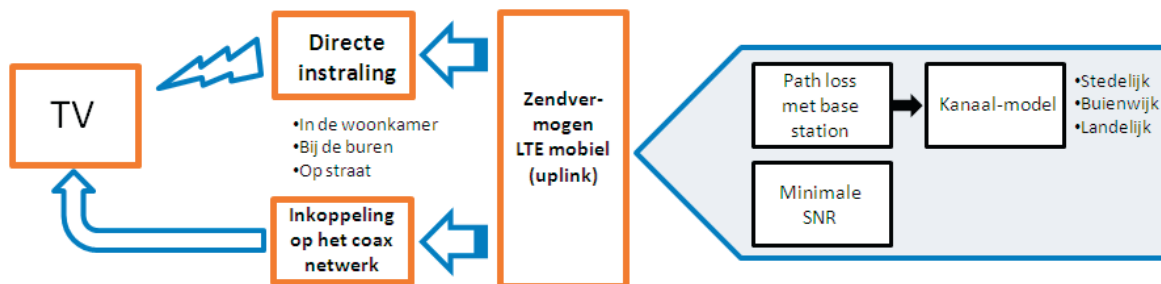 TV
Directe
instraling
•In de woonkamer
•Bij de buren
•Op straat
Inkoppeling
op het coax
netwerk
Zendver-
mogen
LTE mobiel
(uplink)
Path loss
met base
station
Kanaal-model
•Stedelijk
•Buienwijk
•Landelijk
Minimale
SNR